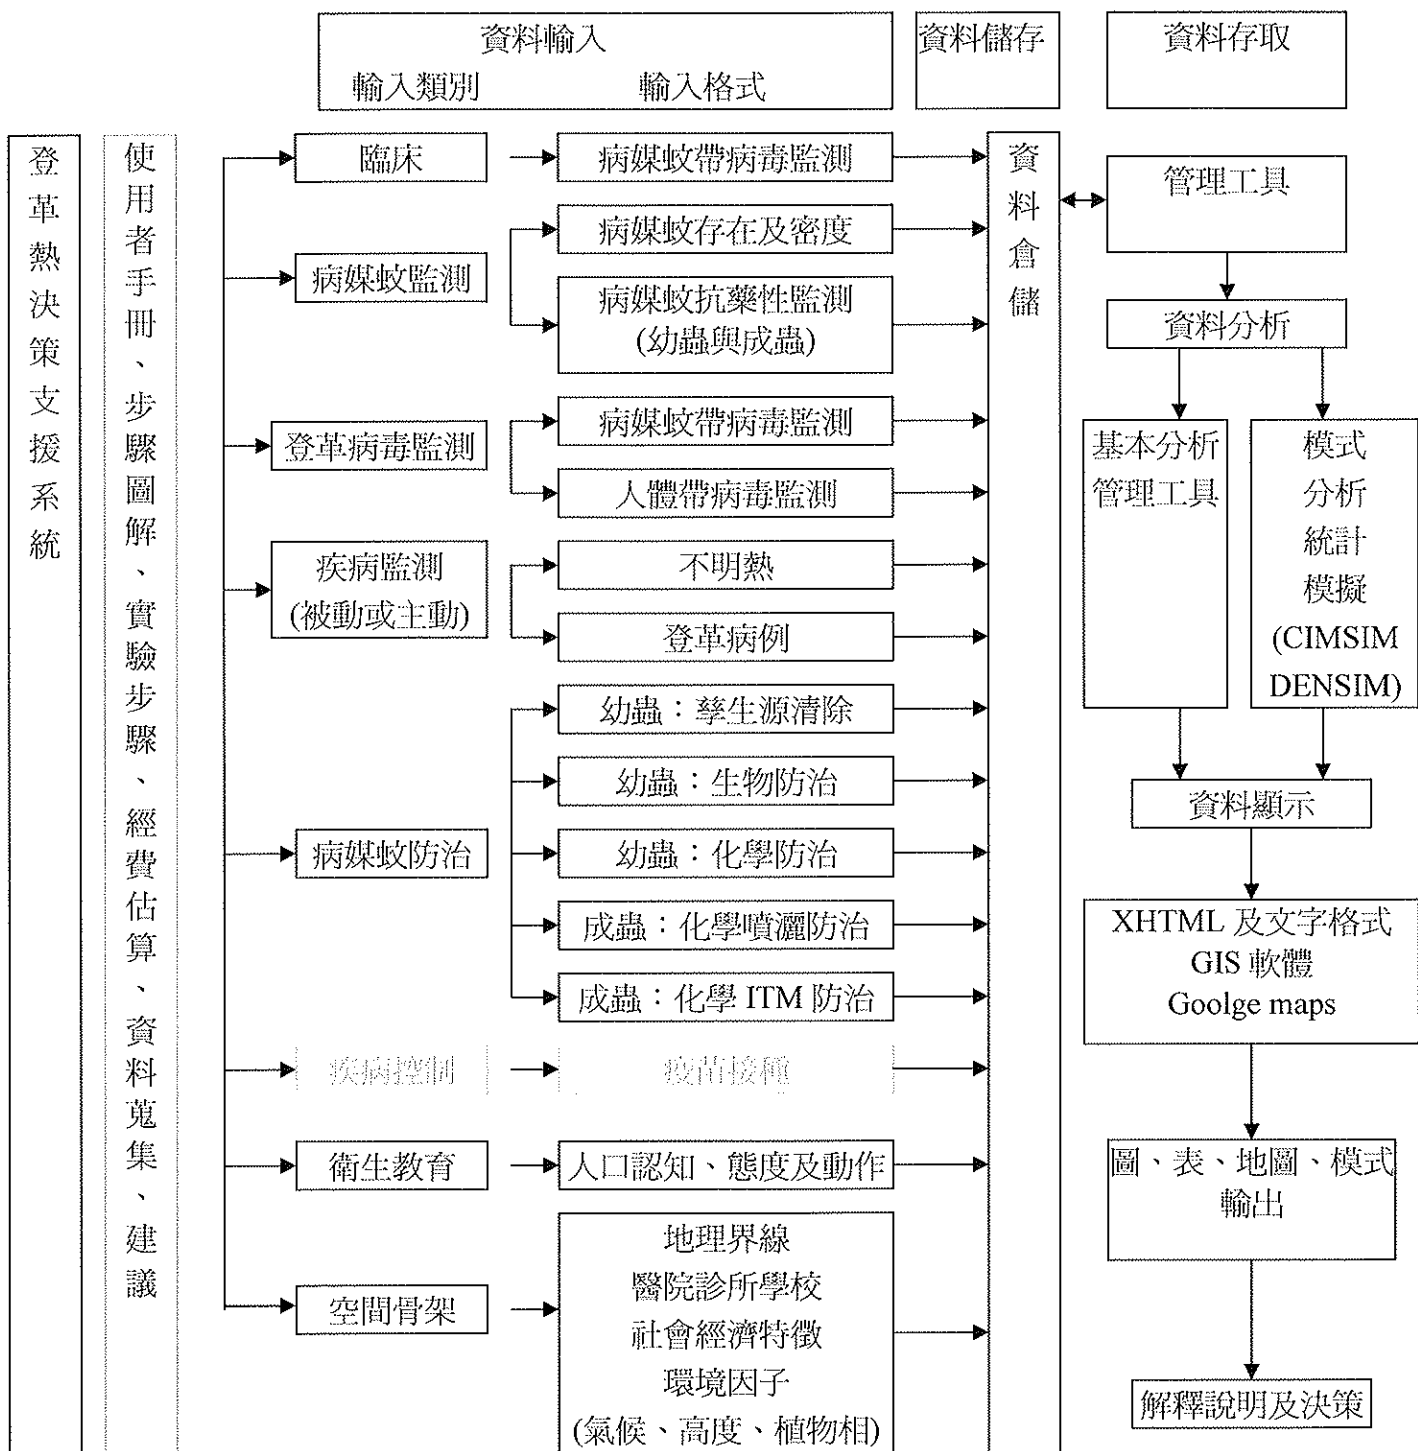 資料輸入
輸入類別 輸入格式
資料儲存
資料存取
登革熱決策支援系統
使用者手冊、步驟圖解、實驗步驟、經費估算、資料蒐集、建議
臨床
病媒蚊帶病毒監測
病媒蚊監測
病媒蚊存在及密度
病媒蚊抗藥性監測
(幼蟲與成蟲)
登革病毒監測
病媒蚊帶病毒監測
人體帶病毒監測
疾病監測
(被動或主動)
不明熱
登革病例
病媒蚊防治
幼蟲：孳生源清除
幼蟲：生物防治
幼蟲：化學防治
成蟲：化學噴灑防治
成蟲：化學 ITM 防治
疾病控制
疫苗接種
衛生教育
人口認知、態度及動作
空間骨架
地理界線
醫院診所學校
社會經濟特徵
環境因子
(氣候、高度、植物相)
資料倉儲
管理工具
資料分析
基本分析
管理工具
模式
分析
統計
模擬
(CIMSIM
DENSIM)
資料顯示
XHTML 及文字格式
GIS 軟體
Goolge maps
圖、表、地圖、模式
輸出
解釋說明及決策